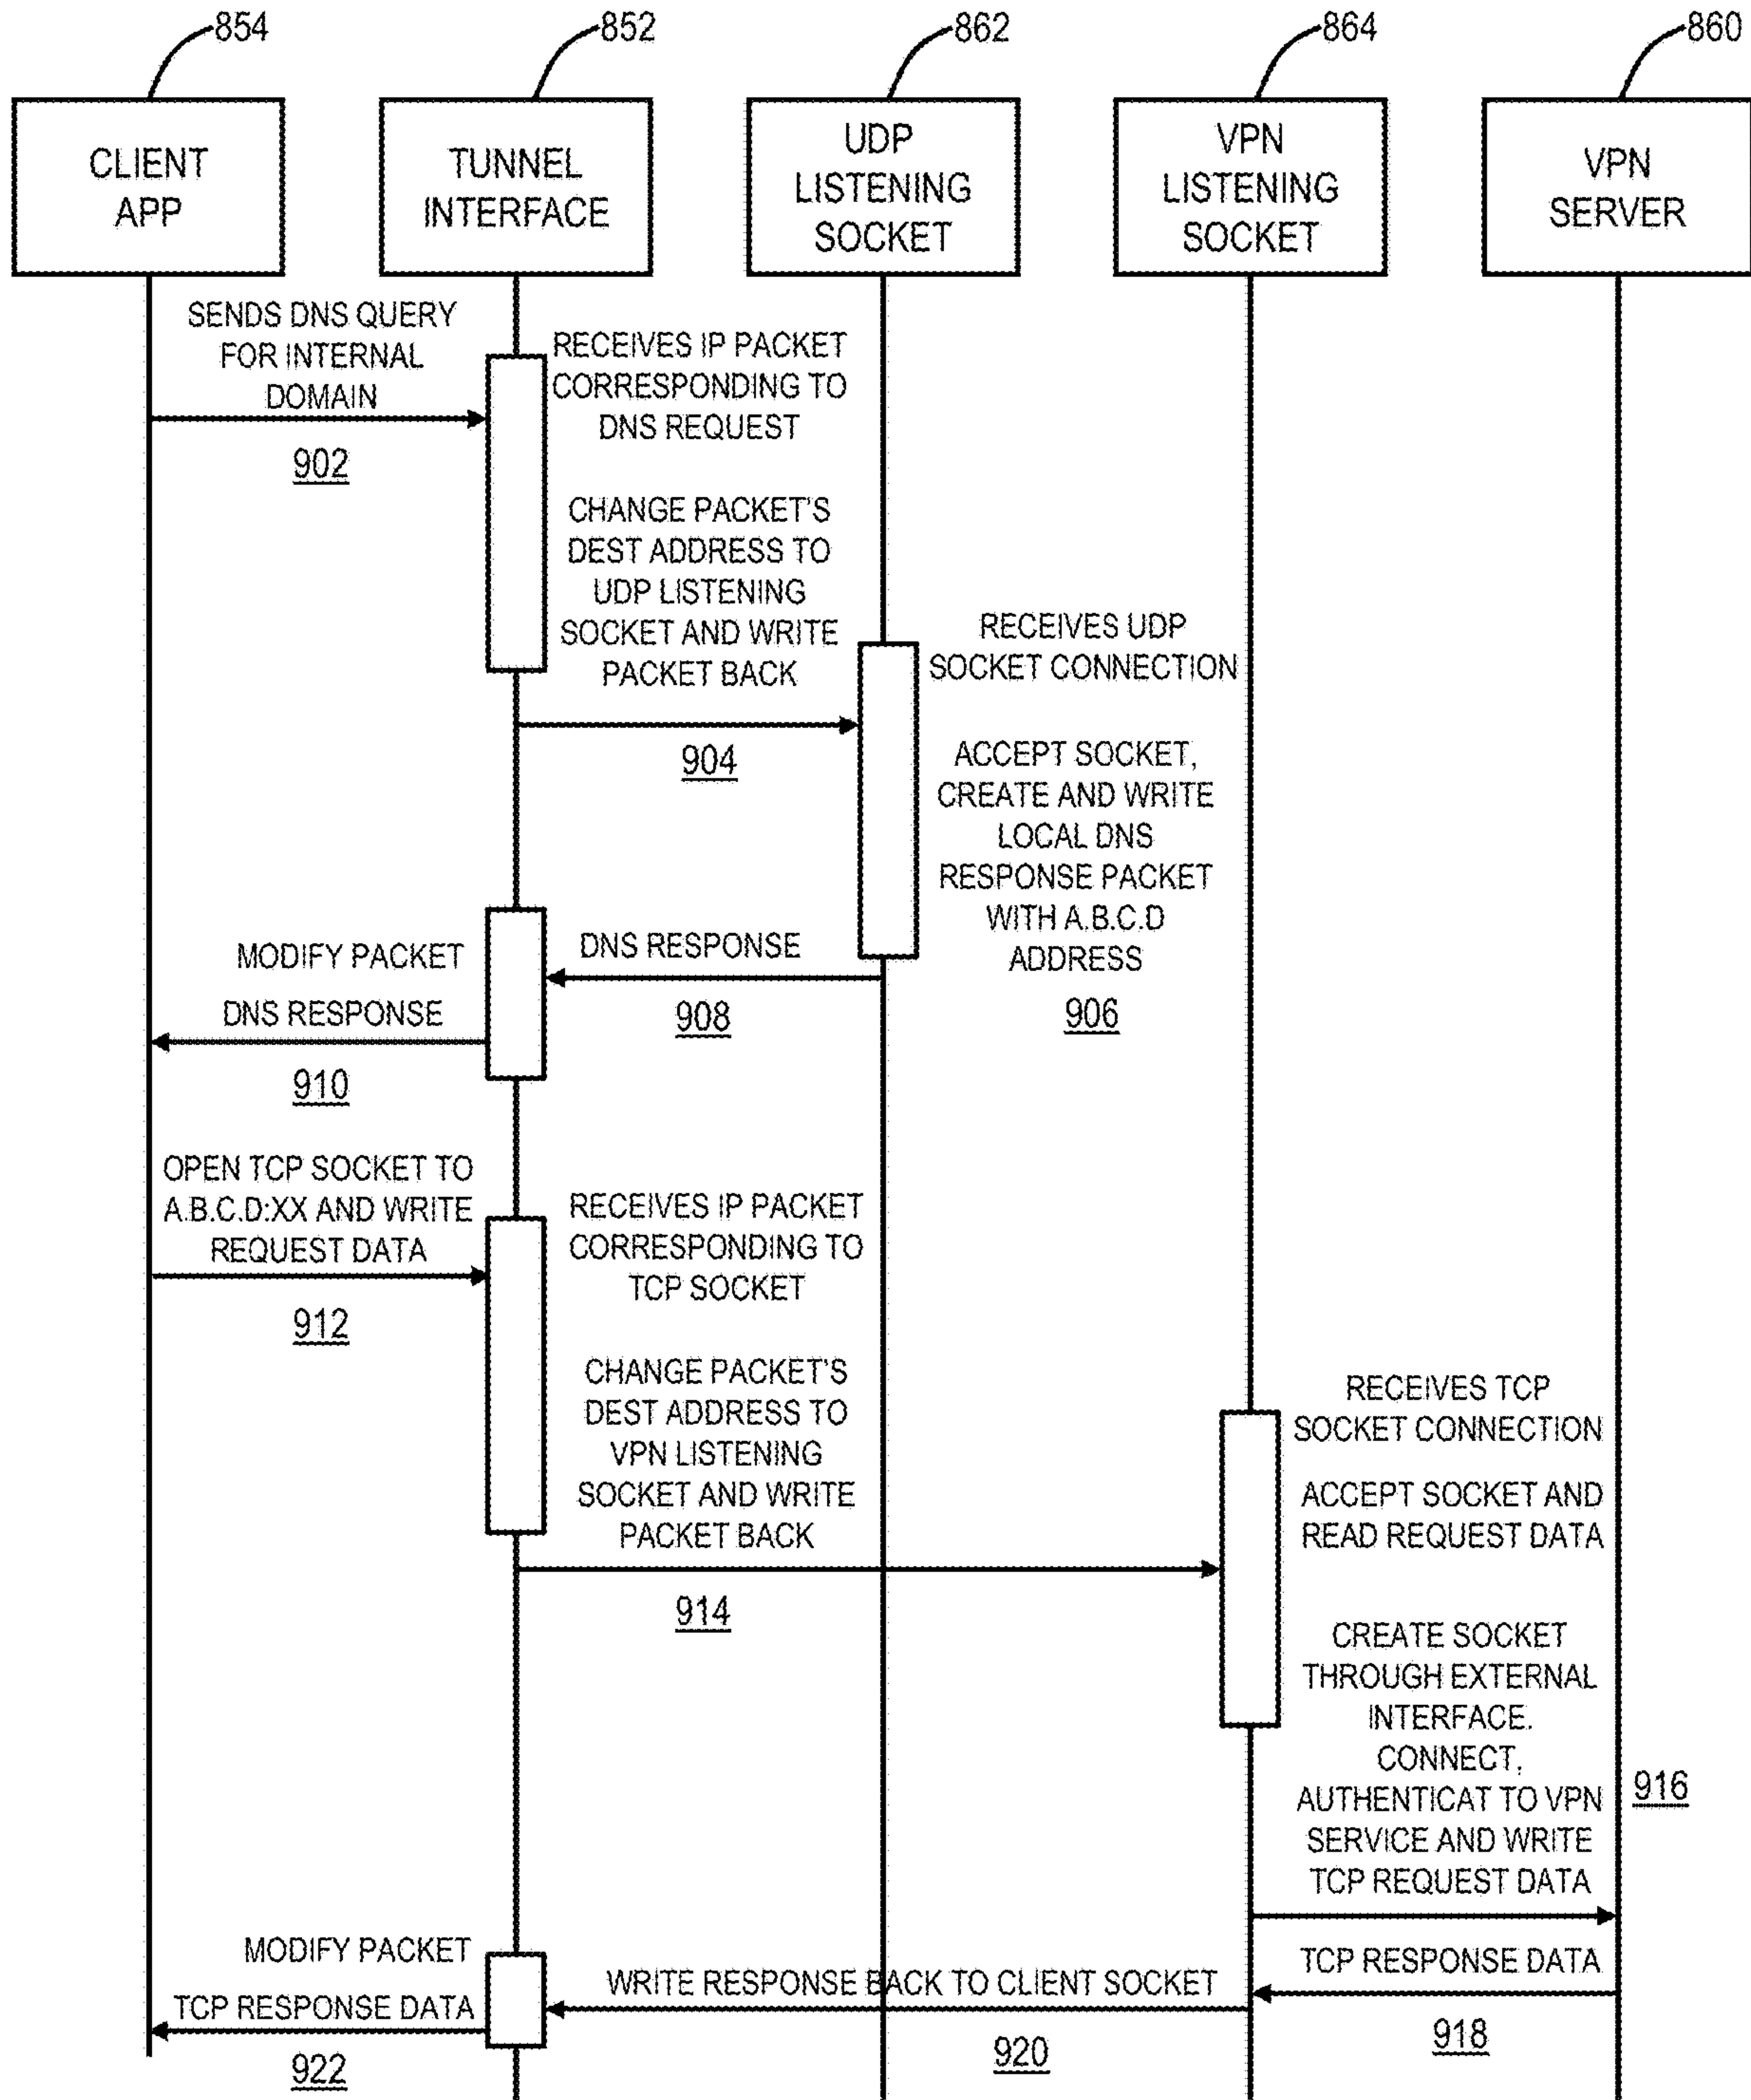 854
852
862
864
860
CLIENT
APP
TUNNEL
INTERFACE
UDP
LISTENING
SOCKET
VPN
LISTENING
SOCKET
VPN
SERVER
SENDS DNS QUERY
FOR INTERNAL
DOMAIN
902
RECEIVES IP PACKET
CORRESPONDING TO
DNS REQUEST
CHANGE PACKET'S
DEST ADDRESS TO
UDP LISTENING
SOCKET AND WRITE
PACKET BACK
904
RECEIVES UDP
SOCKET CONNECTION
ACCEPT SOCKET,
CREATE AND WRITE
LOCAL DNS
RESPONSE PACKET
WITH A.B.C.D
ADDRESS
906
DNS RESPONSE
908
MODIFY PACKET
DNS RESPONSE
910
OPEN TCP SOCKET TO
A.B.C.D:XX AND WRITE
REQUEST DATA
912
RECEIVES IP PACKET
CORRESPONDING TO
TCP SOCKET
CHANGE PACKET'S
DEST ADDRESS TO
VPN LISTENING
SOCKET AND WRITE
PACKET BACK
914
RECEIVES TCP
SOCKET CONNECTION
ACCEPT SOCKET AND
READ REQUEST DATA
CREATE SOCKET
THROUGH EXTERNAL
INTERFACE.
CONNECT,
AUTHENTICAT TO VPN
SERVICE AND WRITE
TCP REQUEST DATA
916
TCP RESPONSE DATA
918
WRITE RESPONSE BACK TO CLIENT SOCKET
920
MODIFY PACKET
TCP RESPONSE DATA
922